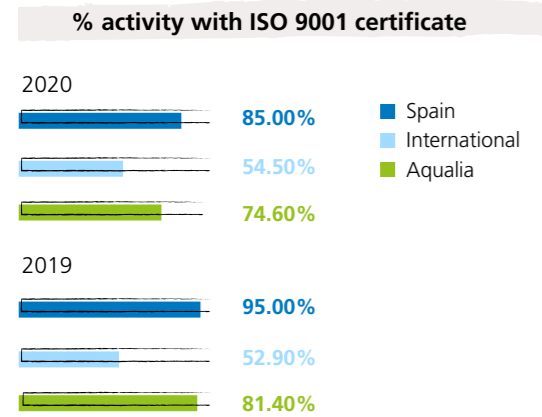 % activity with ISO 9001 certificate
2020
85.00%
54.50%
74.60%
Spain
International
Aqualia
2019
95.00%
52.90%
81.40%